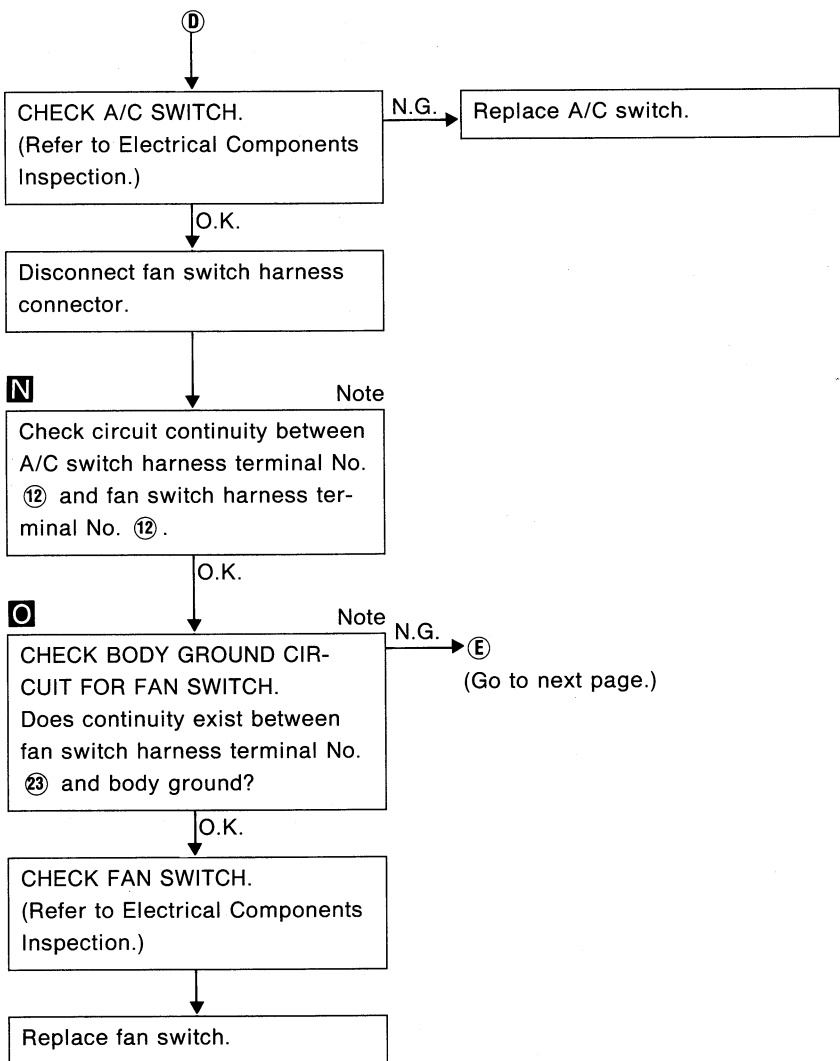 Ⓓ
CHECK A/C SWITCH.
(Refer to Electrical Components
Inspection.)
N.G.
Replace A/C switch.
O.K.
Disconnect fan switch harness
connector.
N
Note
Check circuit continuity between
A/C switch harness terminal No.
⑫ and fan switch harness ter-
minal No. ⑫ .
O.K.
O
Note
N.G.
Ⓔ
(Go to next page.)
CHECK BODY GROUND CIR-
CUIT FOR FAN SWITCH.
Does continuity exist between
fan switch harness terminal No.
㉓ and body ground?
O.K.
CHECK FAN SWITCH.
(Refer to Electrical Components
Inspection.)
Replace fan switch.